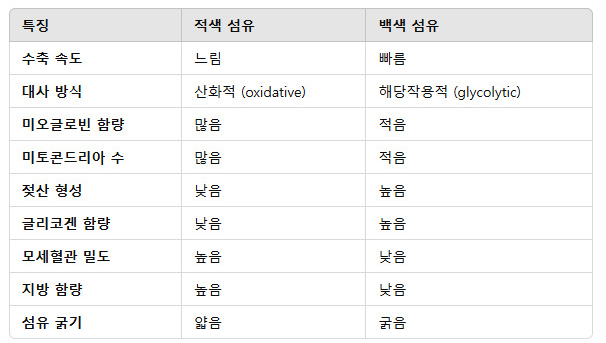 특징 적색 섬유 백색 섬유
수축 속도 느림 빠름
대사 방식 산화적 (oxidative) 해당작용적 (glycolytic)
미오글로빈 함량 많음 적음
미토콘드리아 수 많음 적음
젖산 형성 낮음 높음
글리코겐 함량 낮음 높음
모세혈관 밀도 높음 낮음
지방 함량 높음 낮음
섬유 굵기 얇음 굵음